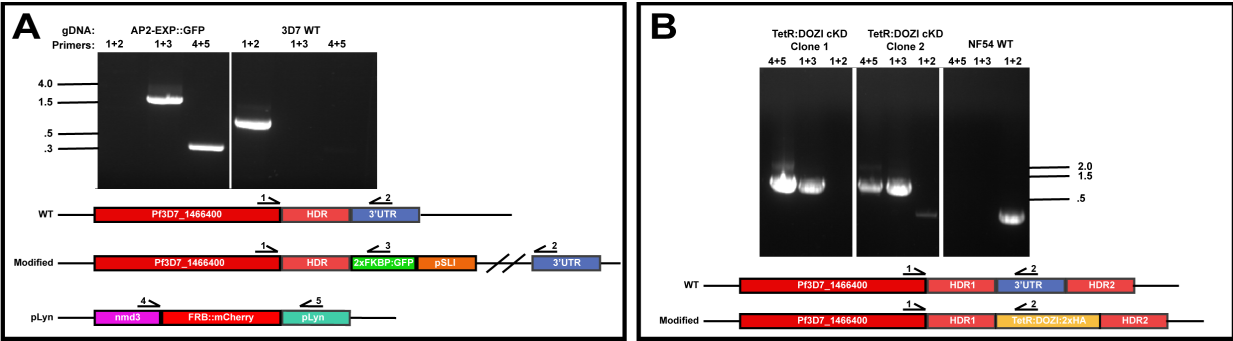 A
gDNA: AP2-EXP::GFP 3D7 WT
Primers: 1+2 1+3 4+5 1+2 1+3 4+5
4.0
1.5
.5
.3
1 2
WT Pf3D7_1466400 HDR 3'UTR
1 3 2
Modified Pf3D7_1466400 HDR 2xFKBP:GFP pSLI 3'UTR
4 5
pLyn nmd3 FRB::mCherry pLyn
B
TetR:DOZI cKD TetR:DOZI cKD
Clone 1 Clone 2 NF54 WT
4+5 1+3 1+2 4+5 1+3 1+2 4+5 1+3 1+2
2.0
1.5
.5
1 2
WT Pf3D7_1466400 HDR1 3'UTR HDR2
1 2
Modified Pf3D7_1466400 HDR1 TetR:DOZI:2xHA HDR2